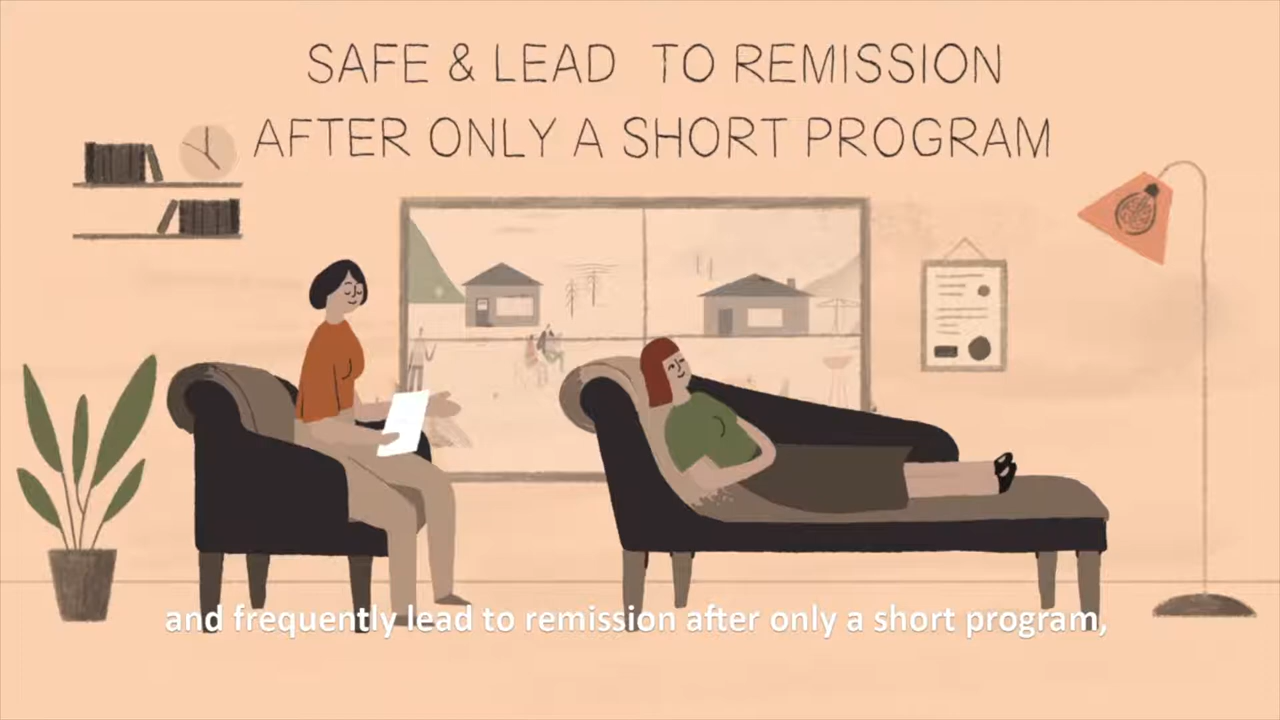 SAFE & LEAD TO REMISSION
AFTER ONLY A SHORT PROGRAM
and frequently lead to remission after only a short program,